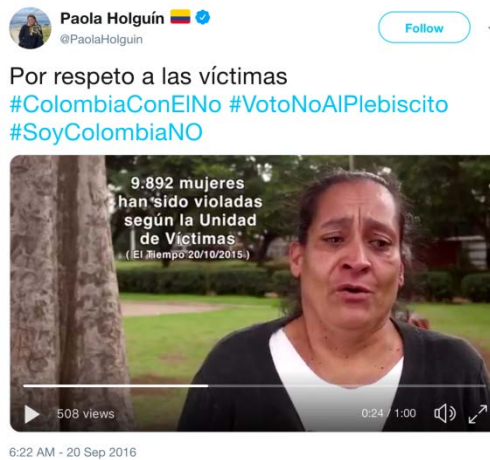 Paola Holguín
@PaolaHolguin
Follow
Por respeto a las víctimas
#ColombiaConElNo #VotoNoAlPlebiscito
#SoyColombiaNO
9.892 mujeres
han sido violadas
según la Unidad
de Víctimas
( El Tiempo 20/10/2015 )
508 views
0:24 / 1:00
6:22 AM - 20 Sep 2016